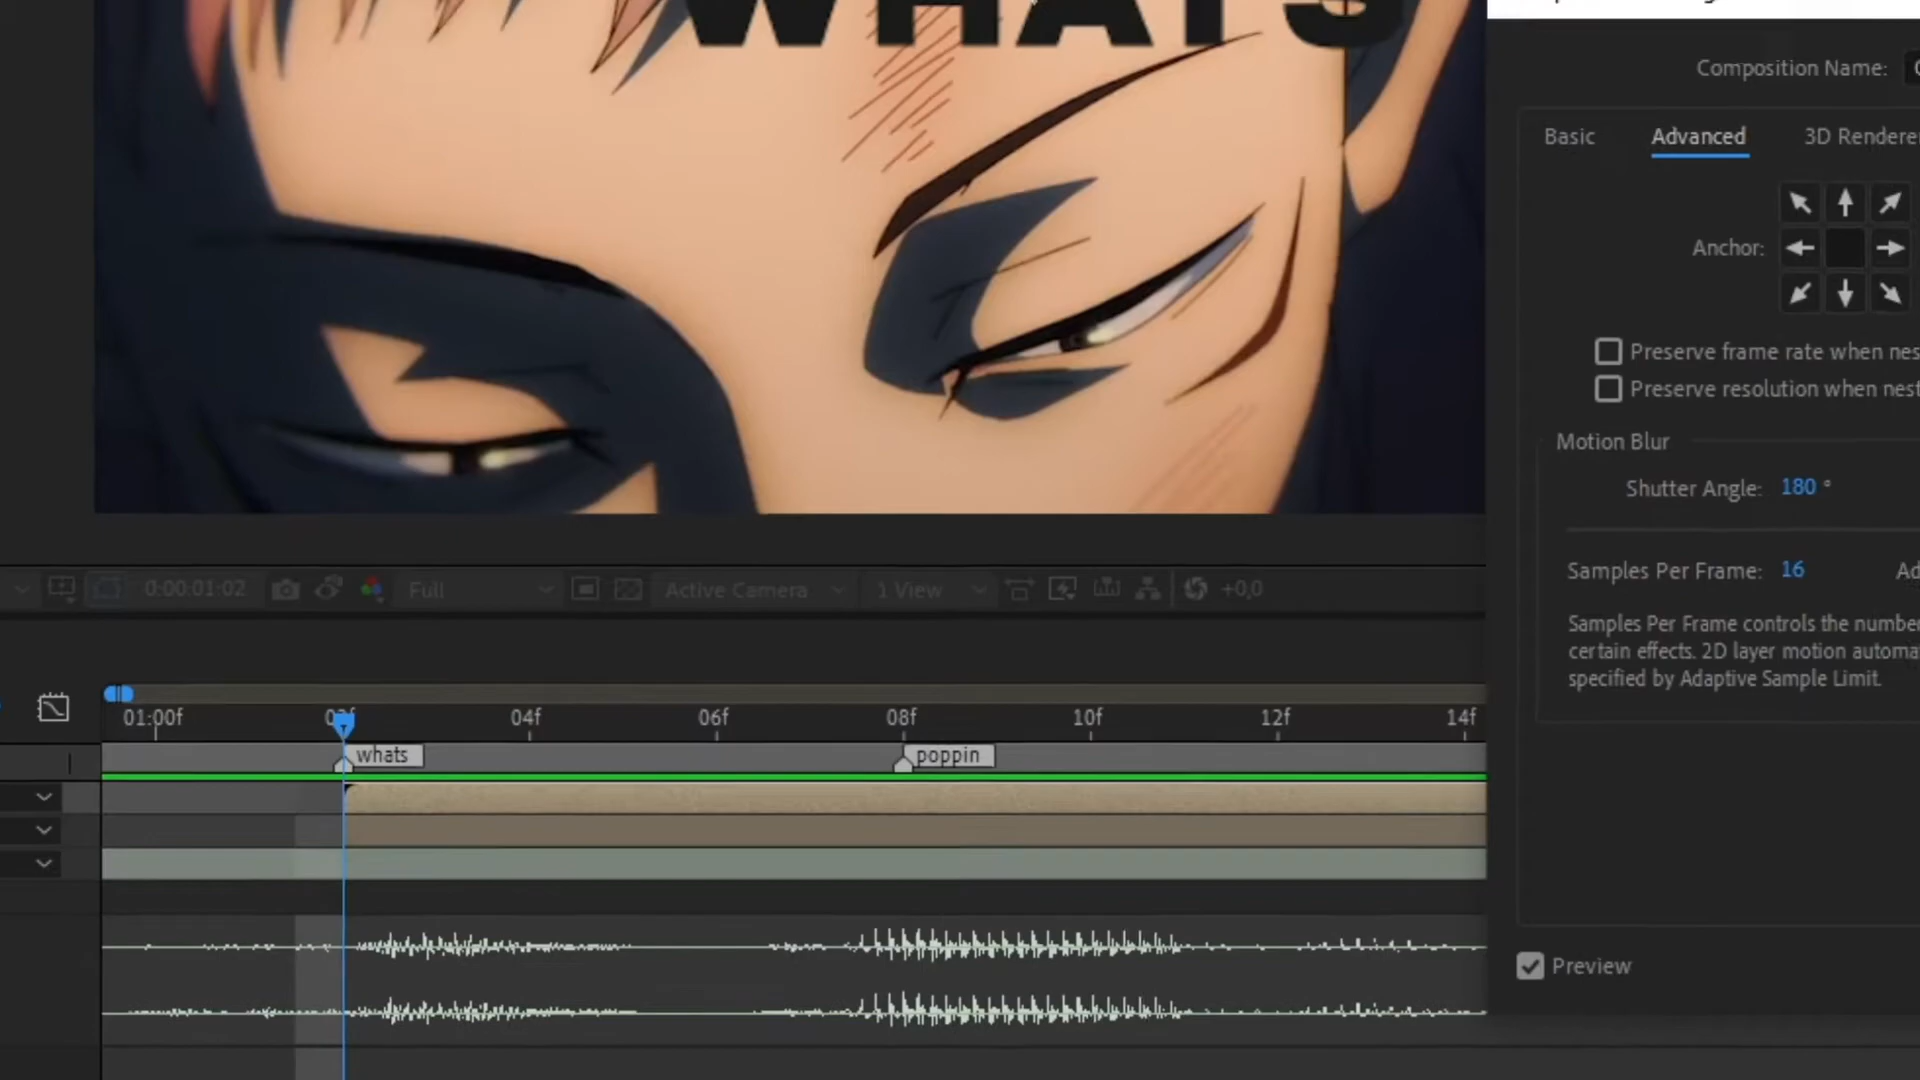 WHATS
Composition Name:
Basic
Advanced
3D Renderer
Anchor:
Preserve frame rate when nes
Preserve resolution when nest
Motion Blur
Shutter Angle: 180 °
Samples Per Frame: 16 Ad
Samples Per Frame controls the number
certain effects. 2D layer motion automa
specified by Adaptive Sample Limit.
Preview
0:00:01:02
Full
Active Camera
1 View
+0,0
01:00f
04f
06f
08f
10f
12f
14f
whats
poppin